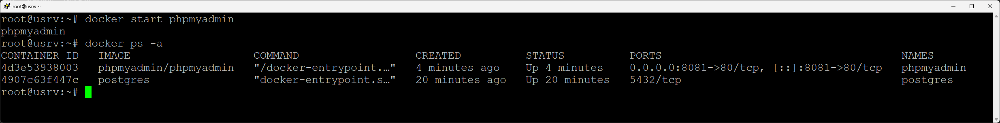 root@usrv: ~
root@usrv:~# docker start phpmyadmin
phpmyadmin
root@usrv:~# docker ps -a
CONTAINER ID   IMAGE                   COMMAND                  CREATED          STATUS          PORTS                                     NAMES
4d3e53938003   phpmyadmin/phpmyadmin   "/docker-entrypoint.…"   4 minutes ago    Up 4 minutes    0.0.0.0:8081->80/tcp, [::]:8081->80/tcp   phpmyadmin
4907c63f447c   postgres                "docker-entrypoint.s…"   20 minutes ago   Up 20 minutes   5432/tcp                                  postgres
root@usrv:~#